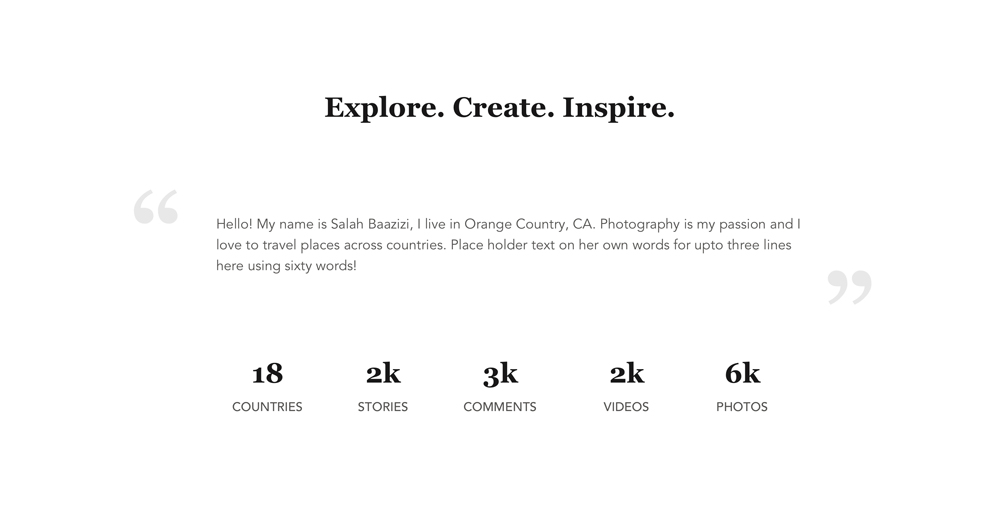 Explore. Create. Inspire.
“
Hello! My name is Salah Baazizi, I live in Orange Country, CA. Photography is my passion and I
love to travel places across countries. Place holder text on her own words for upto three lines
here using sixty words!
”
18 2k 3k 2k 6k
COUNTRIES STORIES COMMENTS VIDEOS PHOTOS